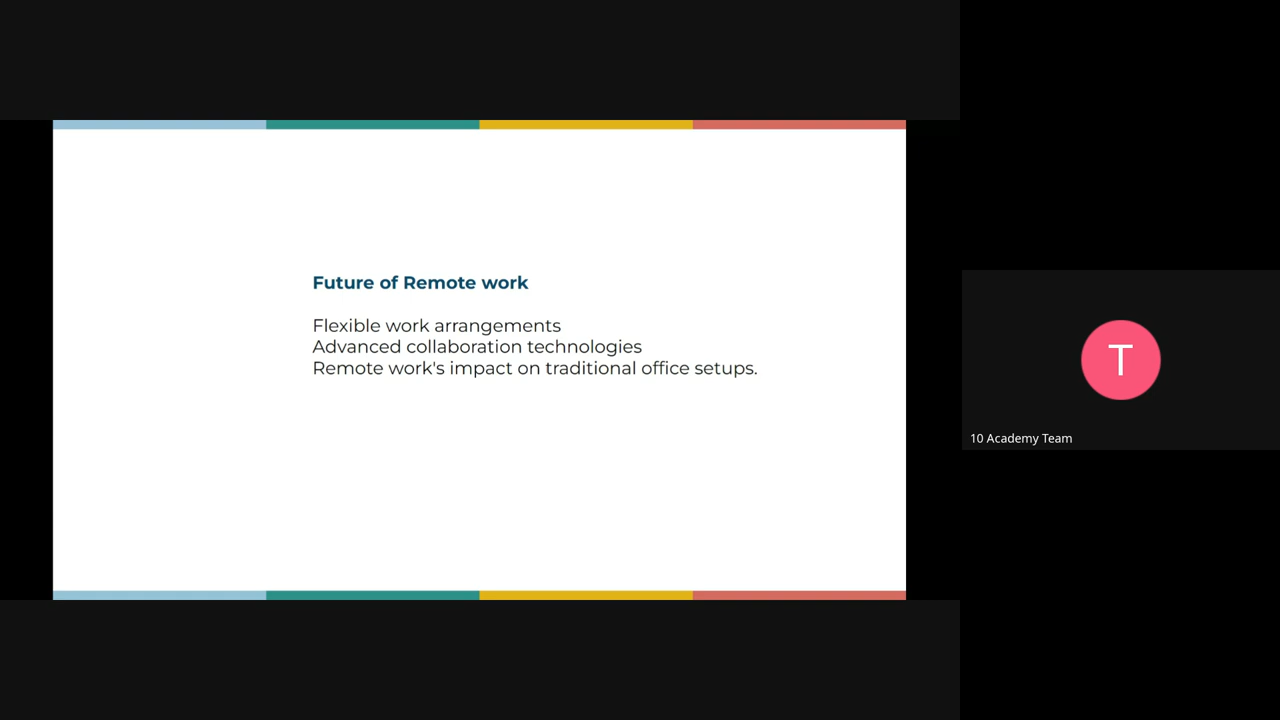 Future of Remote work
Flexible work arrangements
Advanced collaboration technologies
Remote work's impact on traditional office setups.
T
10 Academy Team